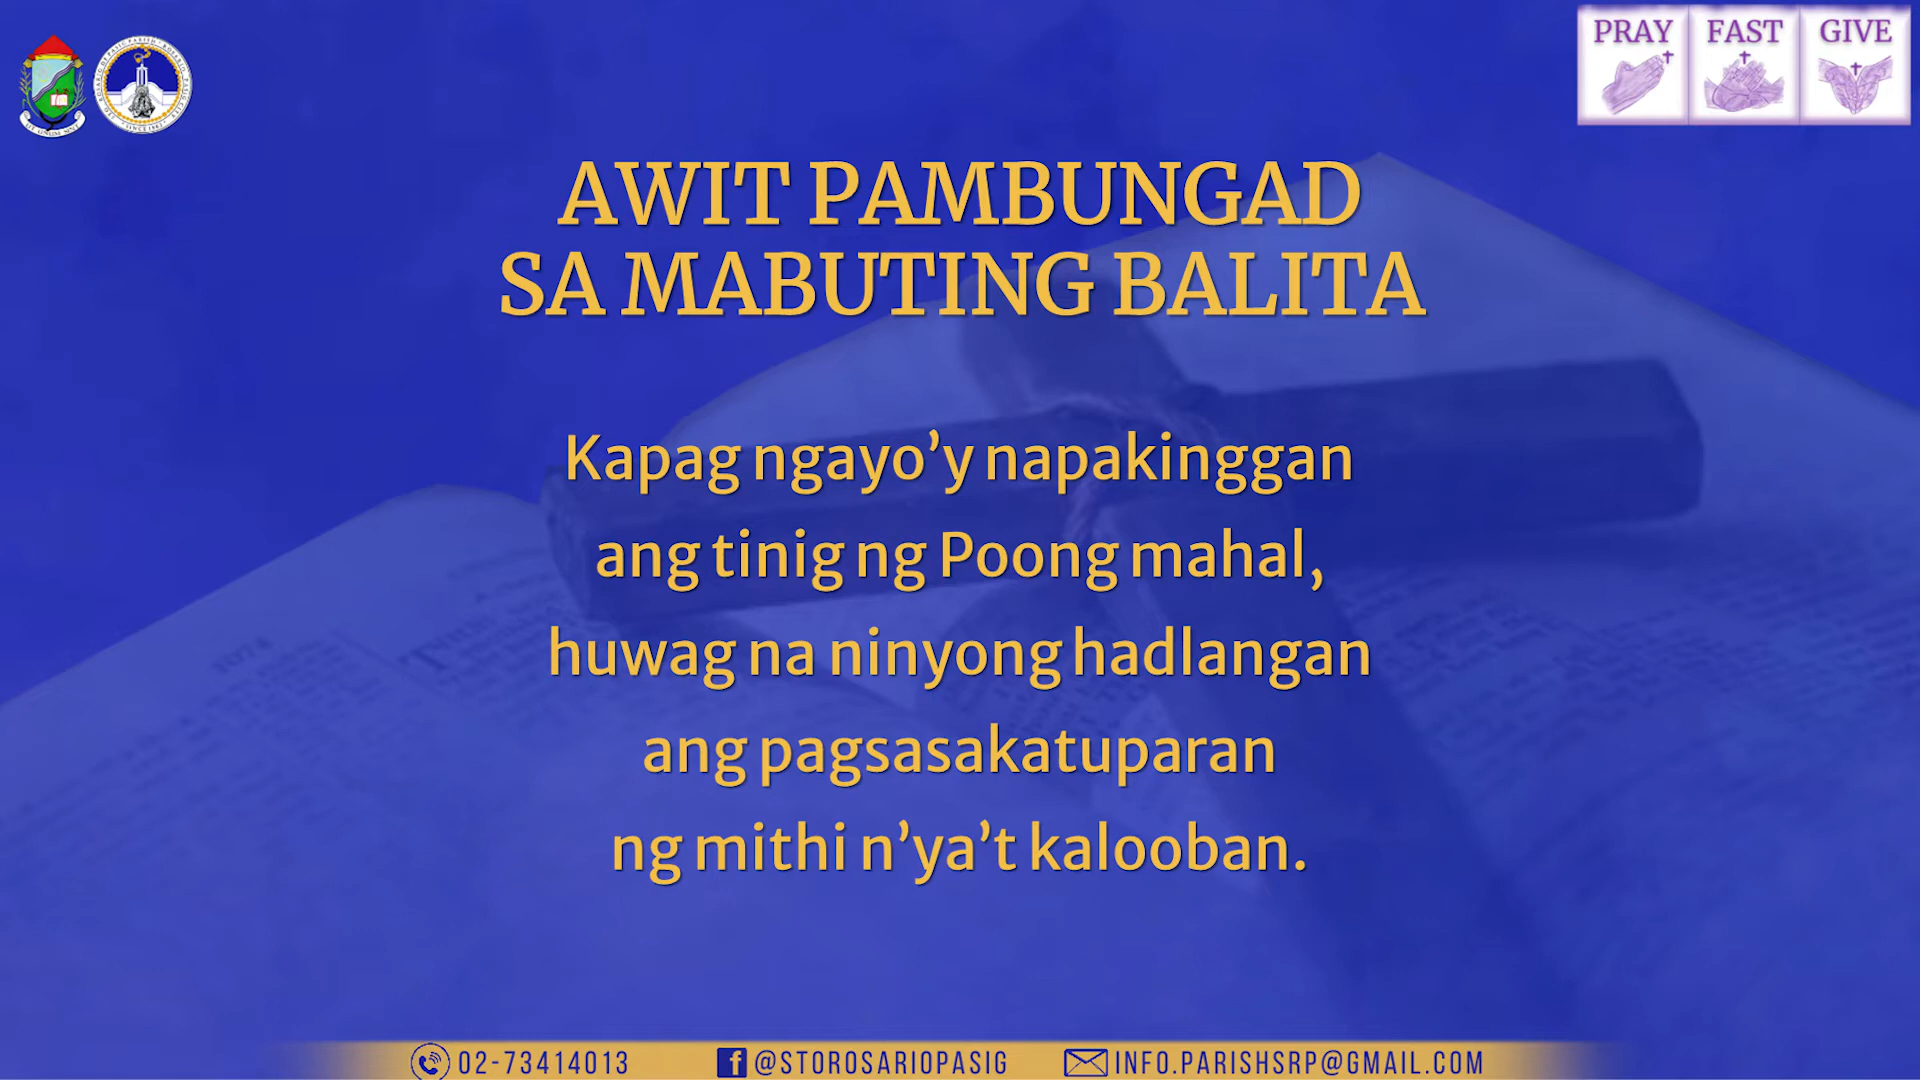 PRAY FAST GIVE
AWIT PAMBUNGAD
SA MABUTING BALITA
Kapag ngayo’y napakinggan
ang tinig ng Poong mahal,
huwag na ninyong hadlangan
ang pagsasakatuparan
ng mithi n’ya’t kalooban.
02-73414013 @STOROSARIOPASIG INFO.PARISHSRP@GMAIL.COM